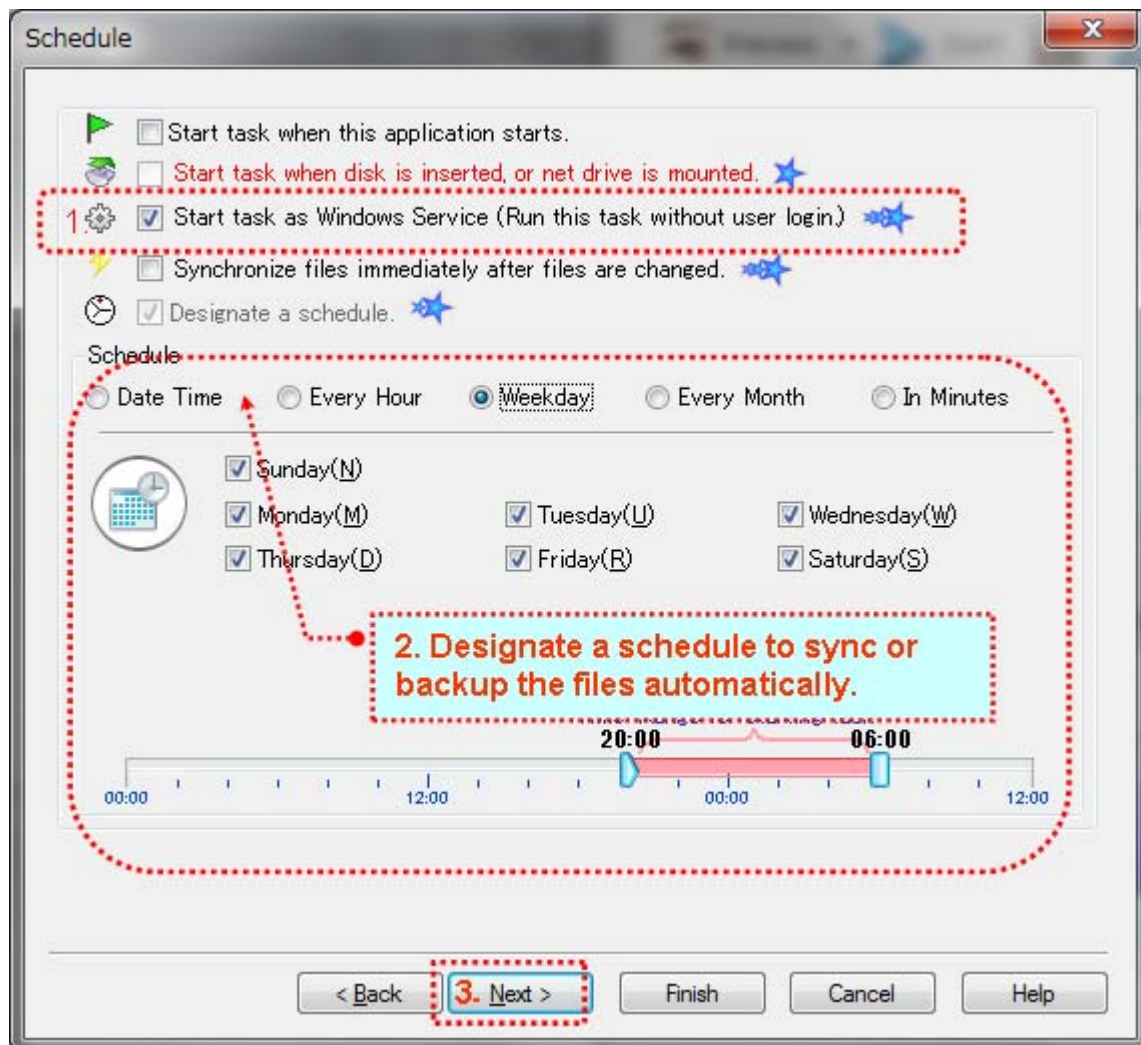 Schedule
Start task when this application starts.
Start task when disk is inserted, or net drive is mounted.
1. Start task as Windows Service (Run this task without user login.)
Synchronize files immediately after files are changed.
Designate a schedule.
Schedule
Date Time Every Hour Weekday Every Month In Minutes
Sunday(N)
Monday(M) Tuesday(U) Wednesday(W)
Thursday(D) Friday(R) Saturday(S)
2. Designate a schedule to sync or
backup the files automatically.
20:00 06:00
00:00 12:00 00:00 12:00
< Back 3. Next > Finish Cancel Help